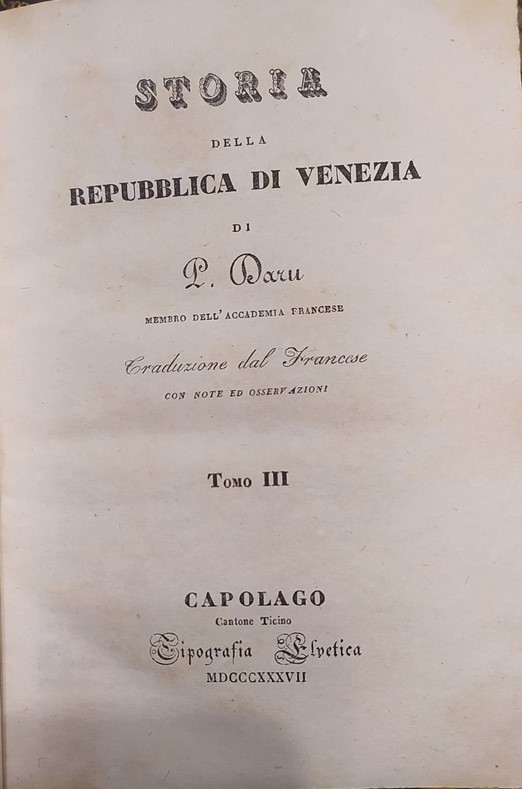 STORIA
DELLA
REPUBBLICA DI VENEZIA
DI
P. Daru
MEMBRO DELL'ACCADEMIA FRANCESE
Traduzione dal Francese
CON NOTE ED OSSERVAZIONI
TOMO III
CAPOLAGO
Cantone Ticino
Tipografia Elvetica
MDCCCXXXVII